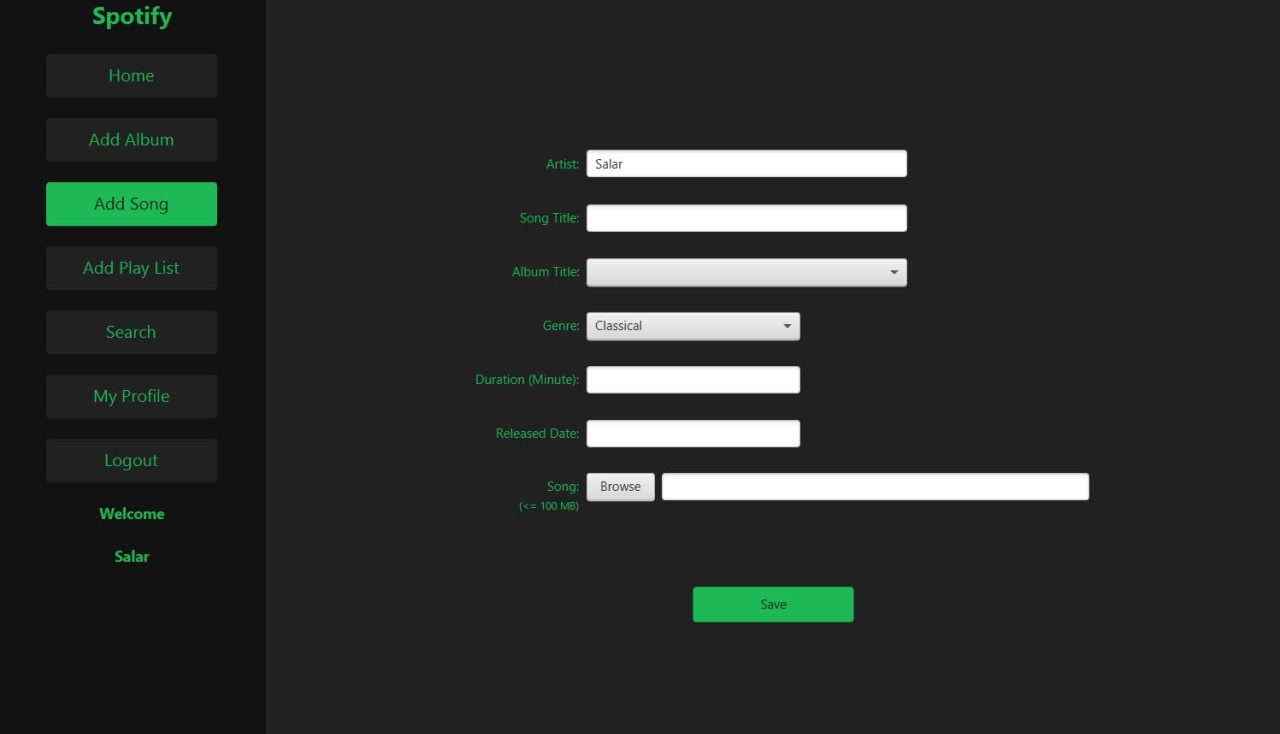 Spotify
Home
Add Album
Add Song
Add Play List
Search
My Profile
Logout
Welcome
Salar
Artist: Salar
Song Title:
Album Title:
Genre: Classical
Duration (Minute):
Released Date:
Song: Browse
(<= 100 MB)
Save